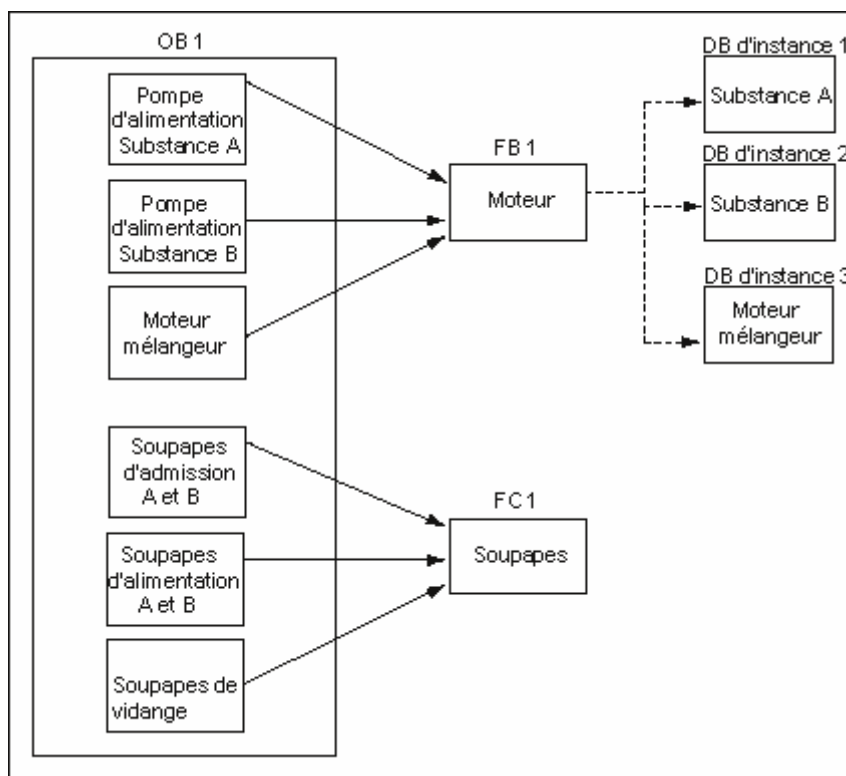 OB 1
Pompe
d'alimentation
Substance A
Pompe
d'alimentation
Substance B
Moteur
mélangeur
Soupapes
d'admission
A et B
Soupapes
d'alimentation
A et B
Soupapes de
vidange
FB 1
Moteur
FC 1
Soupapes
DB d'instance 1
Substance A
DB d'instance 2
Substance B
DB d'instance 3
Moteur
mélangeur